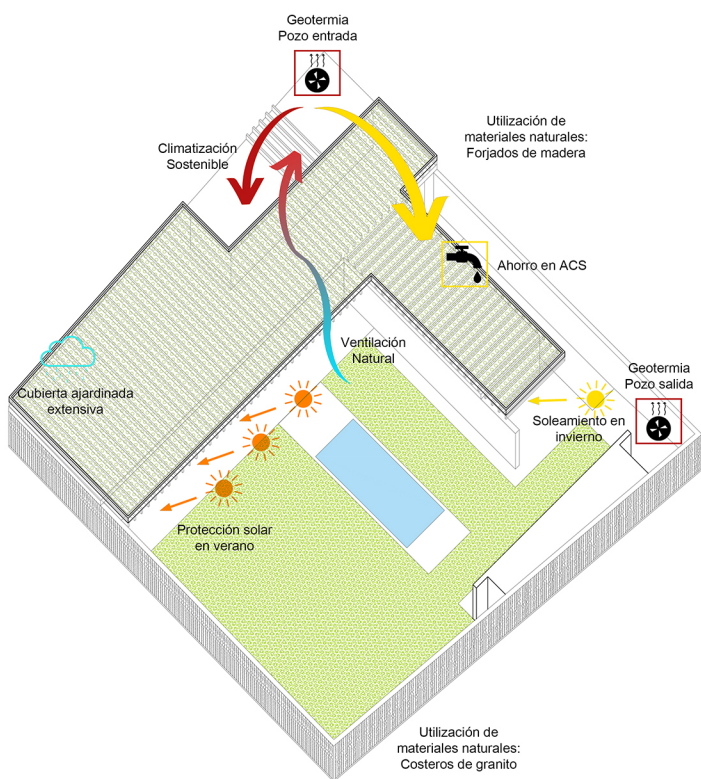 Geotermia
Pozo entrada
Utilización de
materiales naturales:
Forjados de madera
Climatización
Sostenible
Ahorro en ACS
Ventilación
Natural
Geotermia
Pozo salida
Cubierta ajardinada
extensiva
Soleamiento en
invierno
Protección solar
en verano
Utilización de
materiales naturales:
Costeros de granito